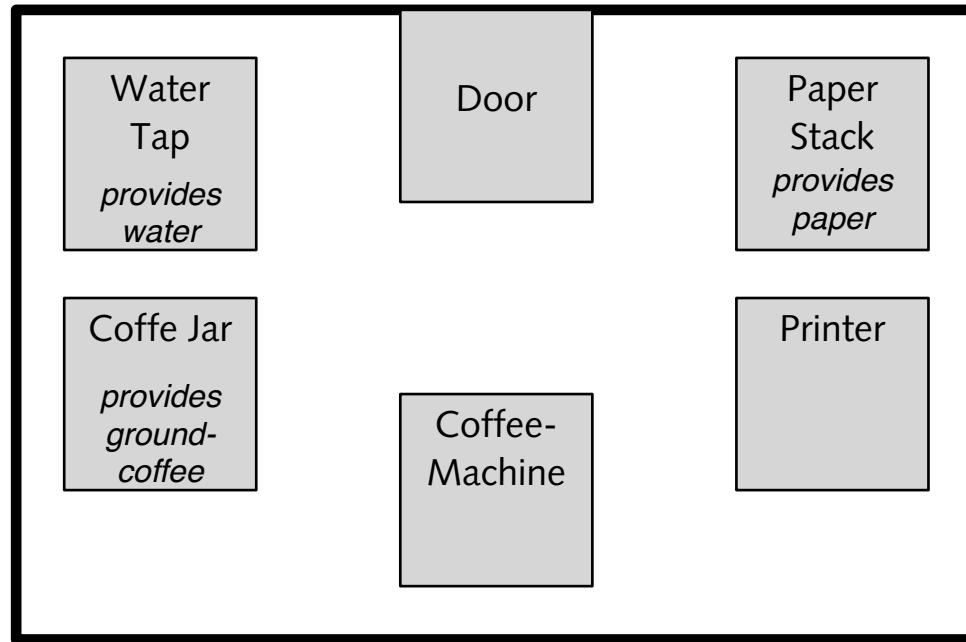 Water
Tap
provides
water
Door
Paper
Stack
provides
paper
Coffe Jar
provides
ground-
coffee
Coffee-
Machine
Printer